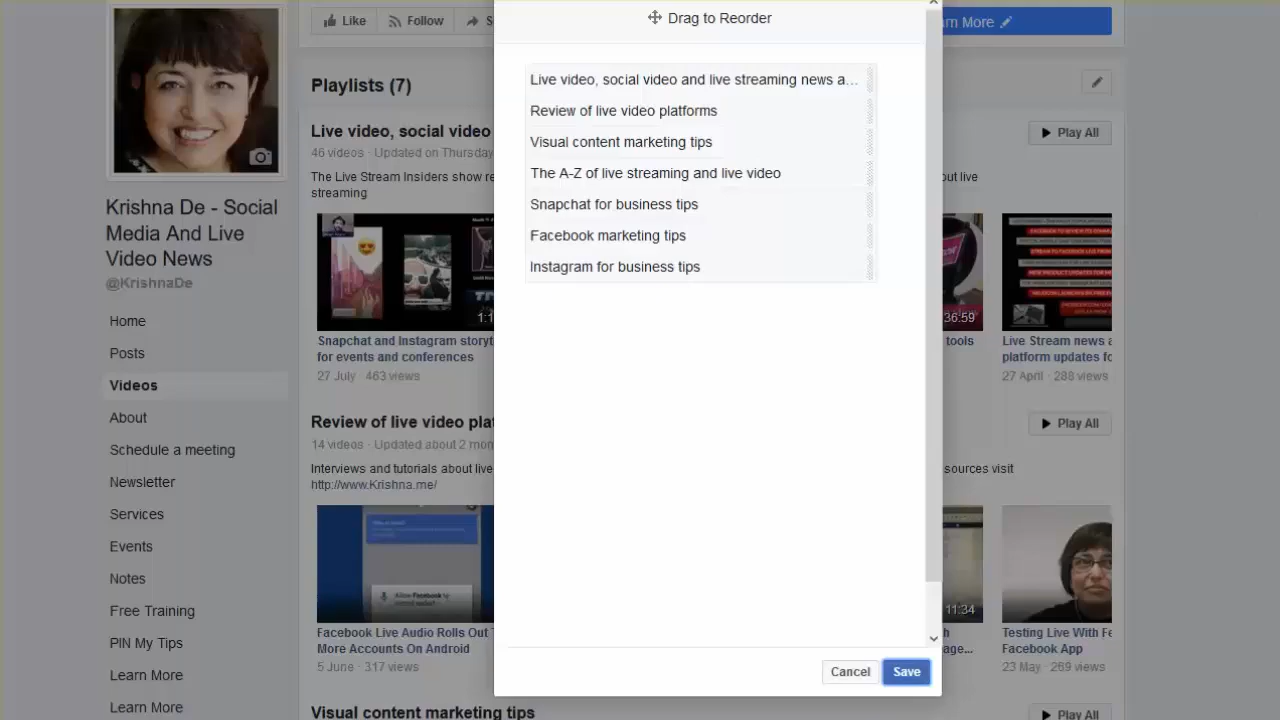 Like
Follow
S
Drag to Reorder
rn More
Playlists (7)
Live video, social video and live streaming news a...
Review of live video platforms
Visual content marketing tips
The A-Z of live streaming and live video
Snapchat for business tips
Facebook marketing tips
Instagram for business tips
Live video, social video
Play All
46 videos · Updated on Thursday
The Live Stream Insiders show re
out live
streaming
Krishna De - Social
Media And Live
Video News
@KrishnaDe
1:1
36:59
Snapchat and Instagram storyt
for events and conferences
27 July · 463 views
tools
Live Stream news a
platform updates fo
27 April · 288 views
Home
Posts
Videos
About
Schedule a meeting
Newsletter
Services
Events
Notes
Free Training
PIN My Tips
Learn More
Learn More
Review of live video plat
Play All
14 videos · Updated about 2 mon
Interviews and tutorials about live
sources visit
http://www.Krishna.me/
Allow Facebook to
11:34
Facebook Live Audio Rolls Out T
More Accounts On Android
5 June · 317 views
h
age...
Testing Live With Fe
Facebook App
23 May · 269 views
Cancel
Save
Visual content marketing tips
Play All